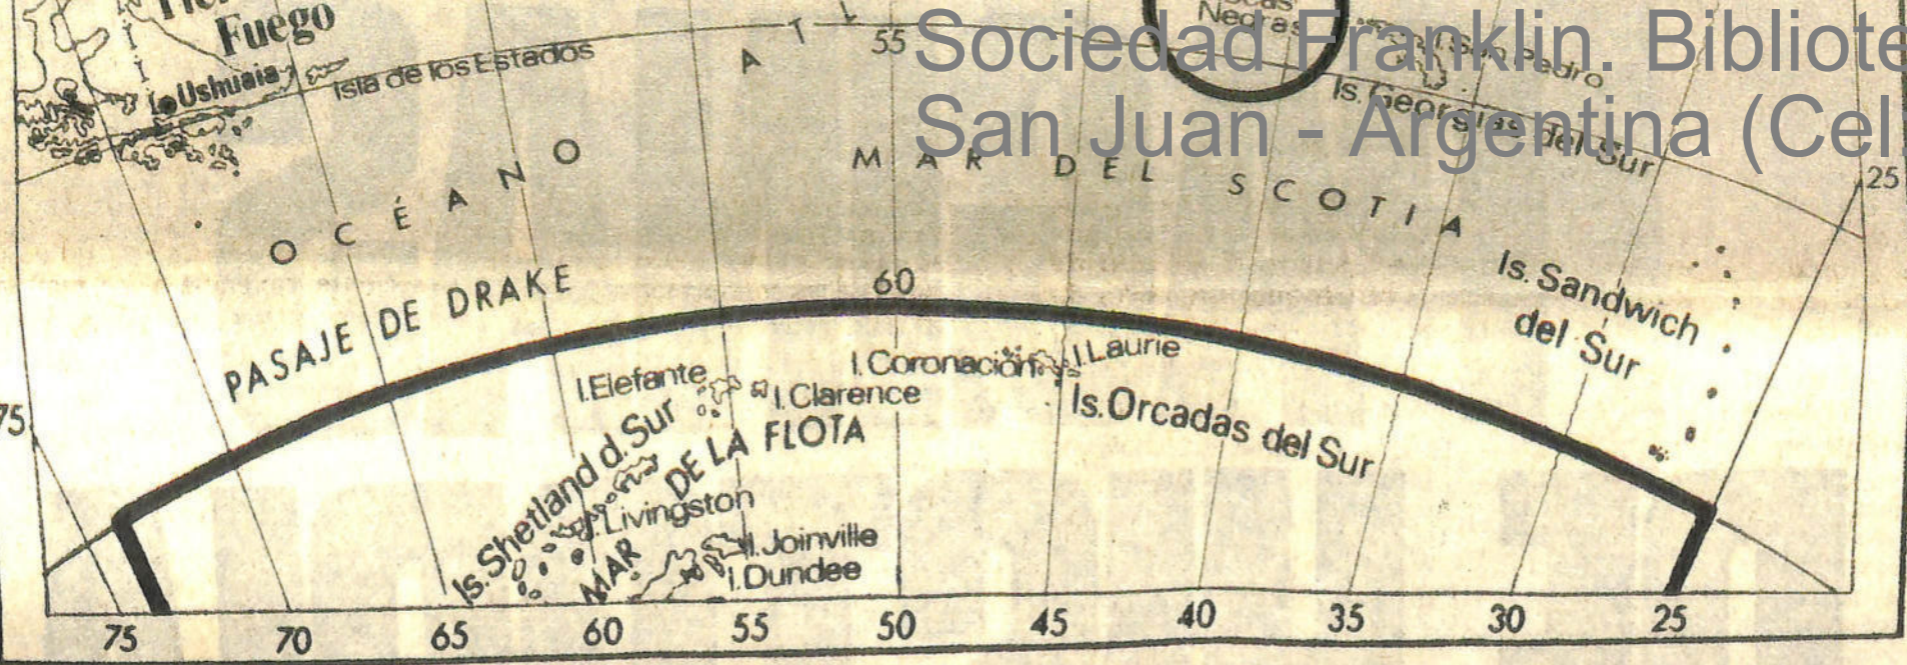 Fuego
Ushuaia
Isla de los Estados
A T L
55
Negras
Sociedad Franklin. Bibliote
San Juan - Argentina (Cel.
I. San Pedro
Is. Georgias del Sur
25
OCÉANO
MAR DEL SCOTIA
PASAJE DE DRAKE
60
Is. Sandwich
del Sur
75
I. Elefante
I. Clarence
I. Coronación
I. Laurie
Is. Orcadas del Sur
Is. Shetland d. Sur
MAR DE LA FLOTA
I. Livingston
I. Joinville
I. Dundee
75 70 65 60 55 50 45 40 35 30 25